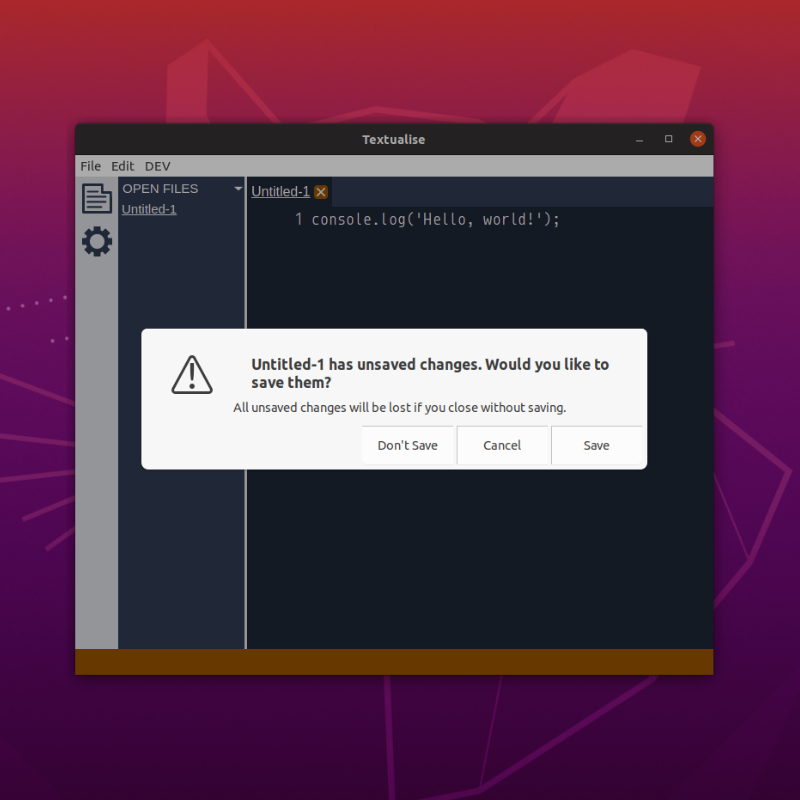 Textualise
File Edit DEV
OPEN FILES
Untitled-1
Untitled-1
1 console.log('Hello, world!');
Untitled-1 has unsaved changes. Would you like to
save them?
All unsaved changes will be lost if you close without saving.
Don't Save Cancel Save